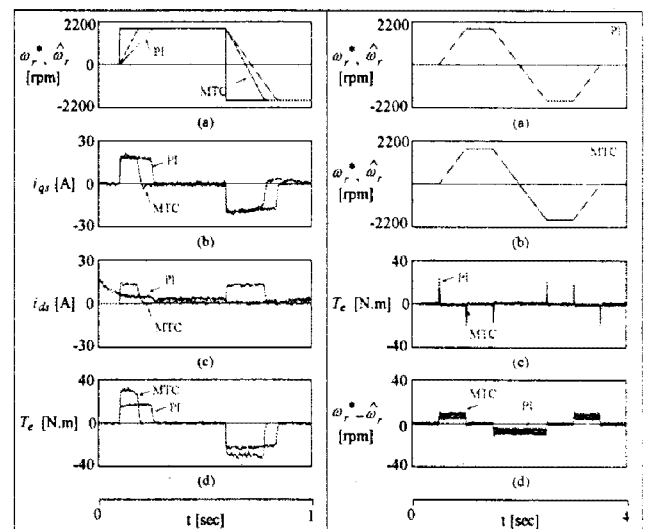 2200
ω_r*, ω̂_r
[rpm]
0
-2200
PI
MTC
(a)
30
i_qs [A]
0
-30
PI
MTC
(b)
30
i_ds [A]
0
-30
PI
MTC
(c)
40
T_e [N.m]
0
-40
MTC
PI
(d)
0
1
t [sec]
2200
ω_r*, ω̂_r
[rpm]
0
-2200
PI
(a)
2200
ω_r*, ω̂_r
[rpm]
0
-2200
MTC
(b)
40
T_e [N.m]
0
-40
PI
MTC
(c)
40
ω_r* - ω̂_r
[rpm]
0
-40
MTC
PI
(d)
0
4
t [sec]